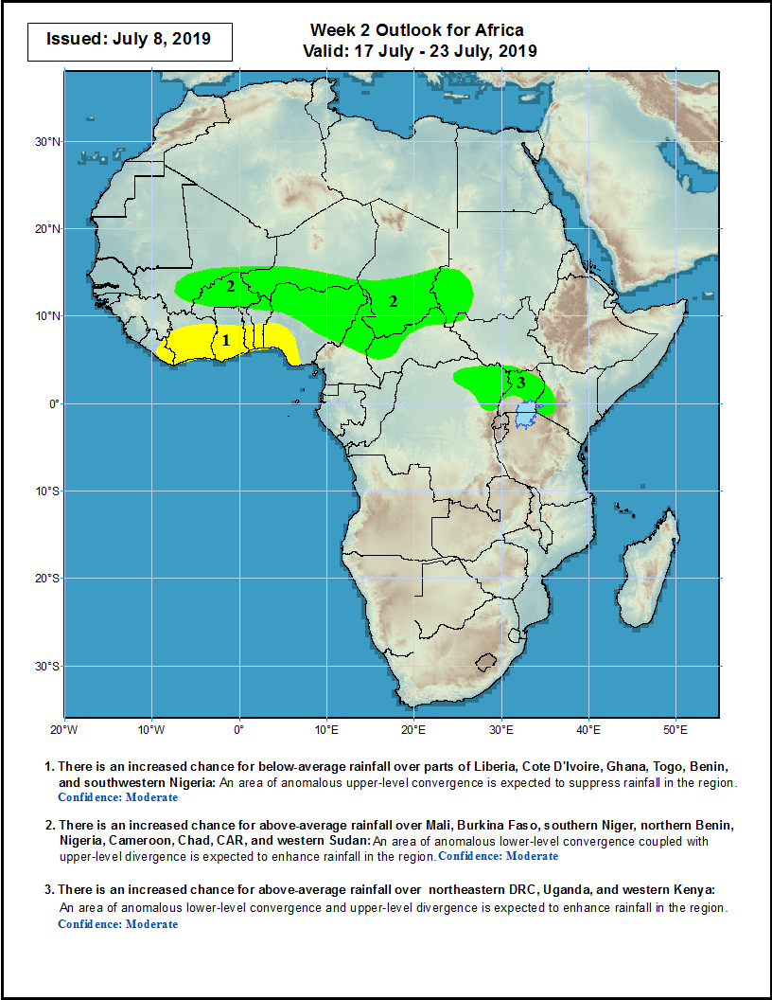 Issued: July 8, 2019
Week 2 Outlook for Africa
Valid: 17 July - 23 July, 2019
30°N
20°N
10°N
0°
10°S
20°S
30°S
2
2
1
3
20°W
10°W
0°
10°E
20°E
30°E
40°E
50°E
1. There is an increased chance for below-average rainfall over parts of Liberia, Cote D'Ivoire, Ghana, Togo, Benin,
and southwestern Nigeria: An area of anomalous upper-level convergence is expected to suppress rainfall in the region.
Confidence: Moderate
2. There is an increased chance for above-average rainfall over Mali, Burkina Faso, southern Niger, northern Benin,
Nigeria, Cameroon, Chad, CAR, and western Sudan: An area of anomalous lower-level convergence coupled with
upper-level divergence is expected to enhance rainfall in the region. Confidence: Moderate
3. There is an increased chance for above-average rainfall over northeastern DRC, Uganda, and western Kenya:
An area of anomalous lower-level convergence and upper-level divergence is expected to enhance rainfall in the region.
Confidence: Moderate